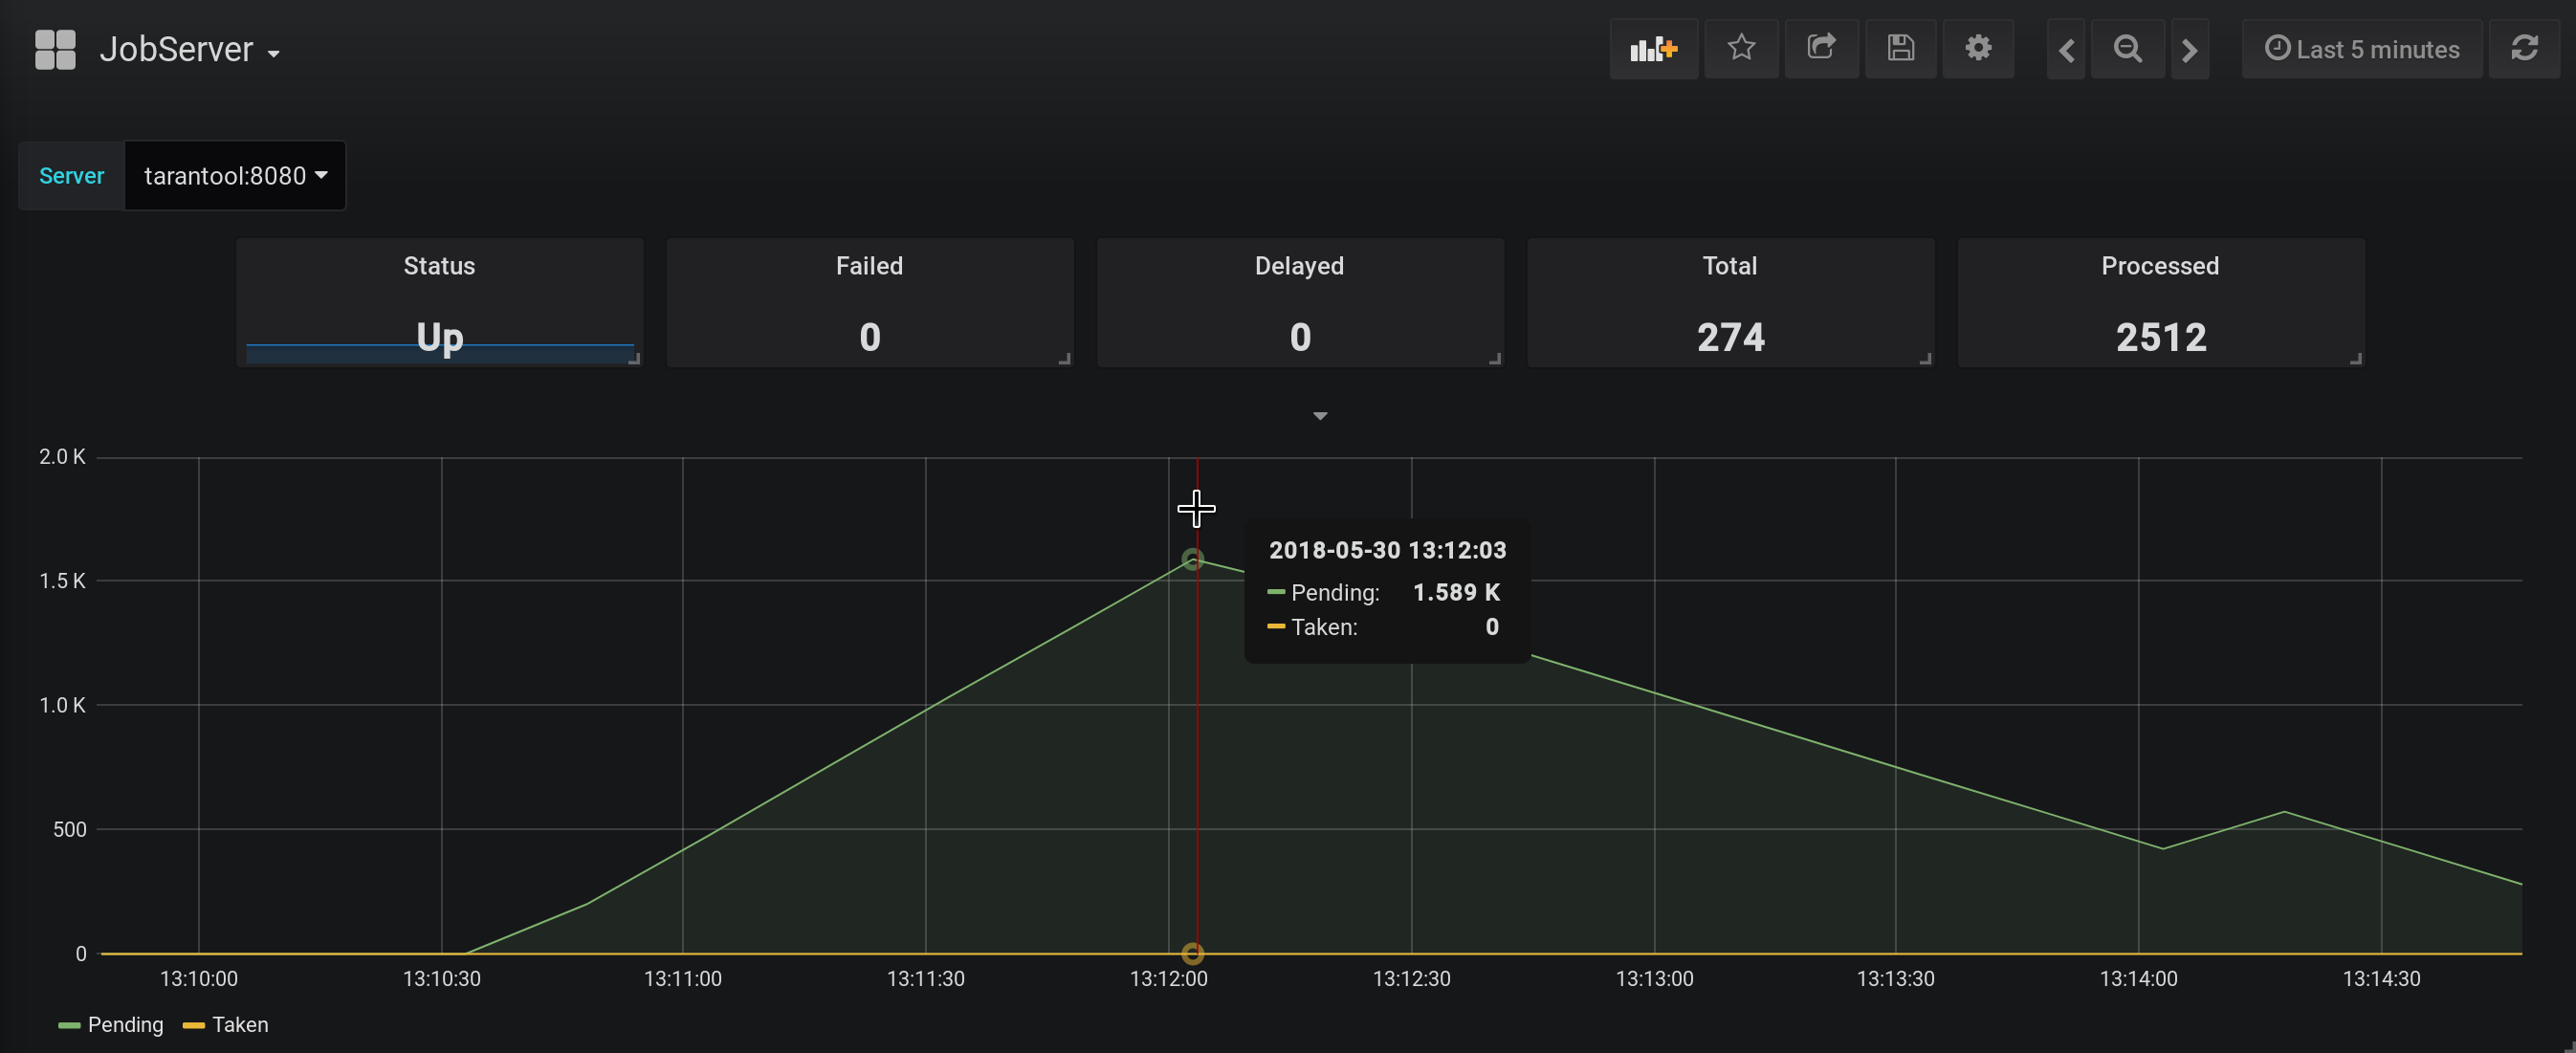 JobServer
Last 5 minutes
Server tarantool:8080
Status Failed Delayed Total Processed
Up 0 0 274 2512
2.0 K
1.5 K
1.0 K
500
0
2018-05-30 13:12:03
Pending: 1.589 K
Taken: 0
13:10:00 13:10:30 13:11:00 13:11:30 13:12:00 13:12:30 13:13:00 13:13:30 13:14:00 13:14:30
Pending Taken